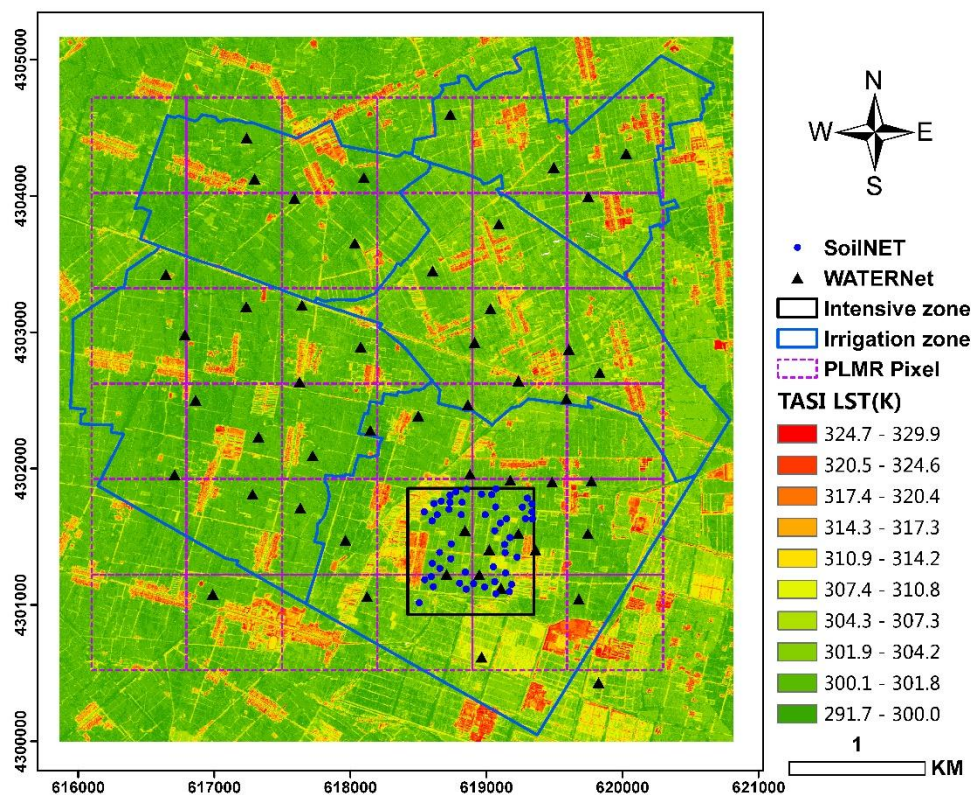 4305000
4304000
4303000
4302000
4301000
4300000
616000
617000
618000
619000
620000
621000
N
W E
S
SoilNET
WATERNet
Intensive zone
Irrigation zone
PLMR Pixel
TASI LST(K)
324.7 - 329.9
320.5 - 324.6
317.4 - 320.4
314.3 - 317.3
310.9 - 314.2
307.4 - 310.8
304.3 - 307.3
301.9 - 304.2
300.1 - 301.8
291.7 - 300.0
1
KM